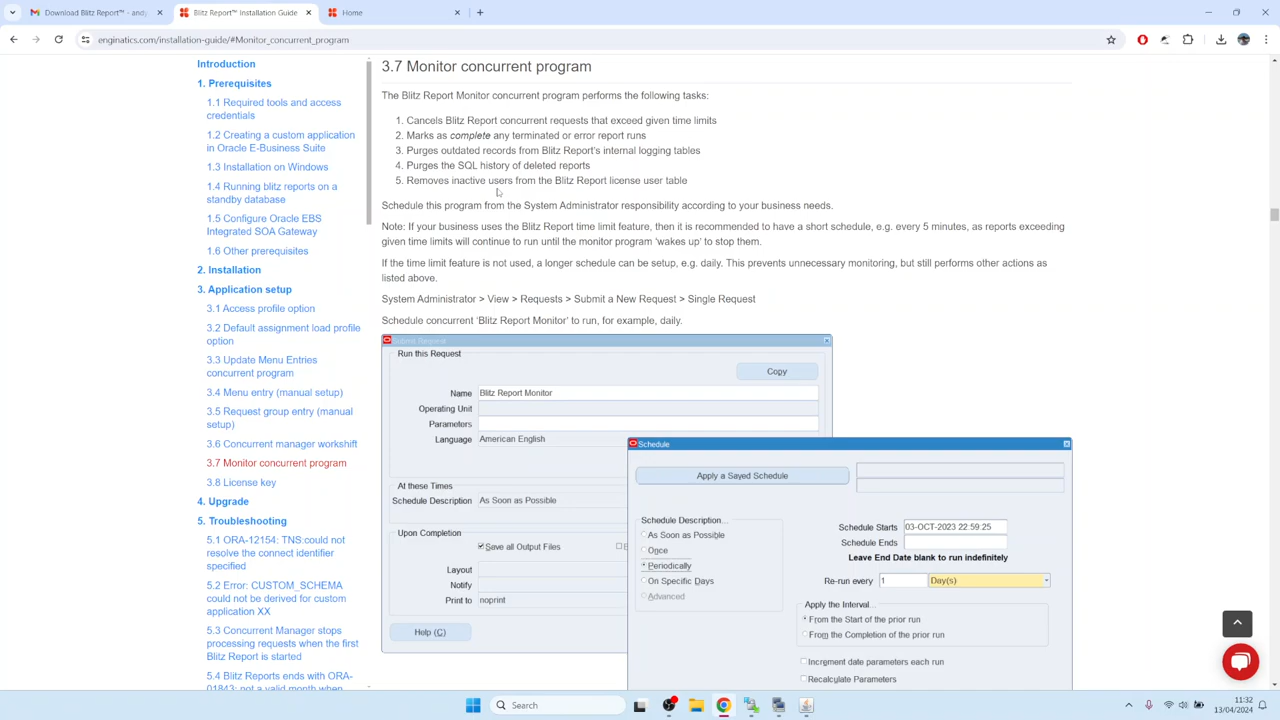 Download Blitz Report™ - and
Blitz Report™ Installation Guide
Home
enginatics.com/installation-guide/#Monitor_concurrent_program
Introduction
1. Prerequisites
1.1 Required tools and access
credentials
1.2 Creating a custom application
in Oracle E-Business Suite
1.3 Installation on Windows
1.4 Running blitz reports on a
standby database
1.5 Configure Oracle EBS
Integrated SOA Gateway
1.6 Other prerequisites
2. Installation
3. Application setup
3.1 Access profile option
3.2 Default assignment load profile
option
3.3 Update Menu Entries
concurrent program
3.4 Menu entry (manual setup)
3.5 Request group entry (manual
setup)
3.6 Concurrent manager workshift
3.7 Monitor concurrent program
3.8 License key
4. Upgrade
5. Troubleshooting
5.1 ORA-12154: TNS:could not
resolve the connect identifier
specified
5.2 Error: CUSTOM_SCHEMA
could not be derived for custom
application XX
5.3 Concurrent Manager stops
processing requests when the first
Blitz Report is started
5.4 Blitz Reports ends with ORA-
01843: not a valid month when
3.7 Monitor concurrent program
The Blitz Report Monitor concurrent program performs the following tasks:
1. Cancels Blitz Report concurrent requests that exceed given time limits
2. Marks as complete any terminated or error report runs
3. Purges outdated records from Blitz Report's internal logging tables
4. Purges the SQL history of deleted reports
5. Removes inactive users from the Blitz Report license user table
Schedule this program from the System Administrator responsibility according to your business needs.
Note: If your business uses the Blitz Report time limit feature, then it is recommended to have a short schedule, e.g. every 5 minutes, as reports exceeding
given time limits will continue to run until the monitor program 'wakes up' to stop them.
If the time limit feature is not used, a longer schedule can be setup, e.g. daily. This prevents unnecessary monitoring, but still performs other actions as
listed above.
System Administrator > View > Requests > Submit a New Request > Single Request
Schedule concurrent 'Blitz Report Monitor' to run, for example, daily.
Submit Request
Run this Request
Copy
Name Blitz Report Monitor
Operating Unit
Parameters
Language American English
At these Times
Schedule Description As Soon as Possible
Upon Completion
Save all Output Files
Layout
Notify
Print to noprint
Help (C)
Schedule
Apply a Saved Schedule
Schedule Description...
As Soon as Possible
Once
Periodically
On Specific Days
Advanced
Schedule Starts 03-OCT-2023 22:59:25
Schedule Ends
Leave End Date blank to run indefinitely
Re-run every 1 Day(s)
Apply the Interval...
From the Start of the prior run
From the Completion of the prior run
Increment date parameters each run
Recalculate Parameters
Search
11:32
13/04/2024